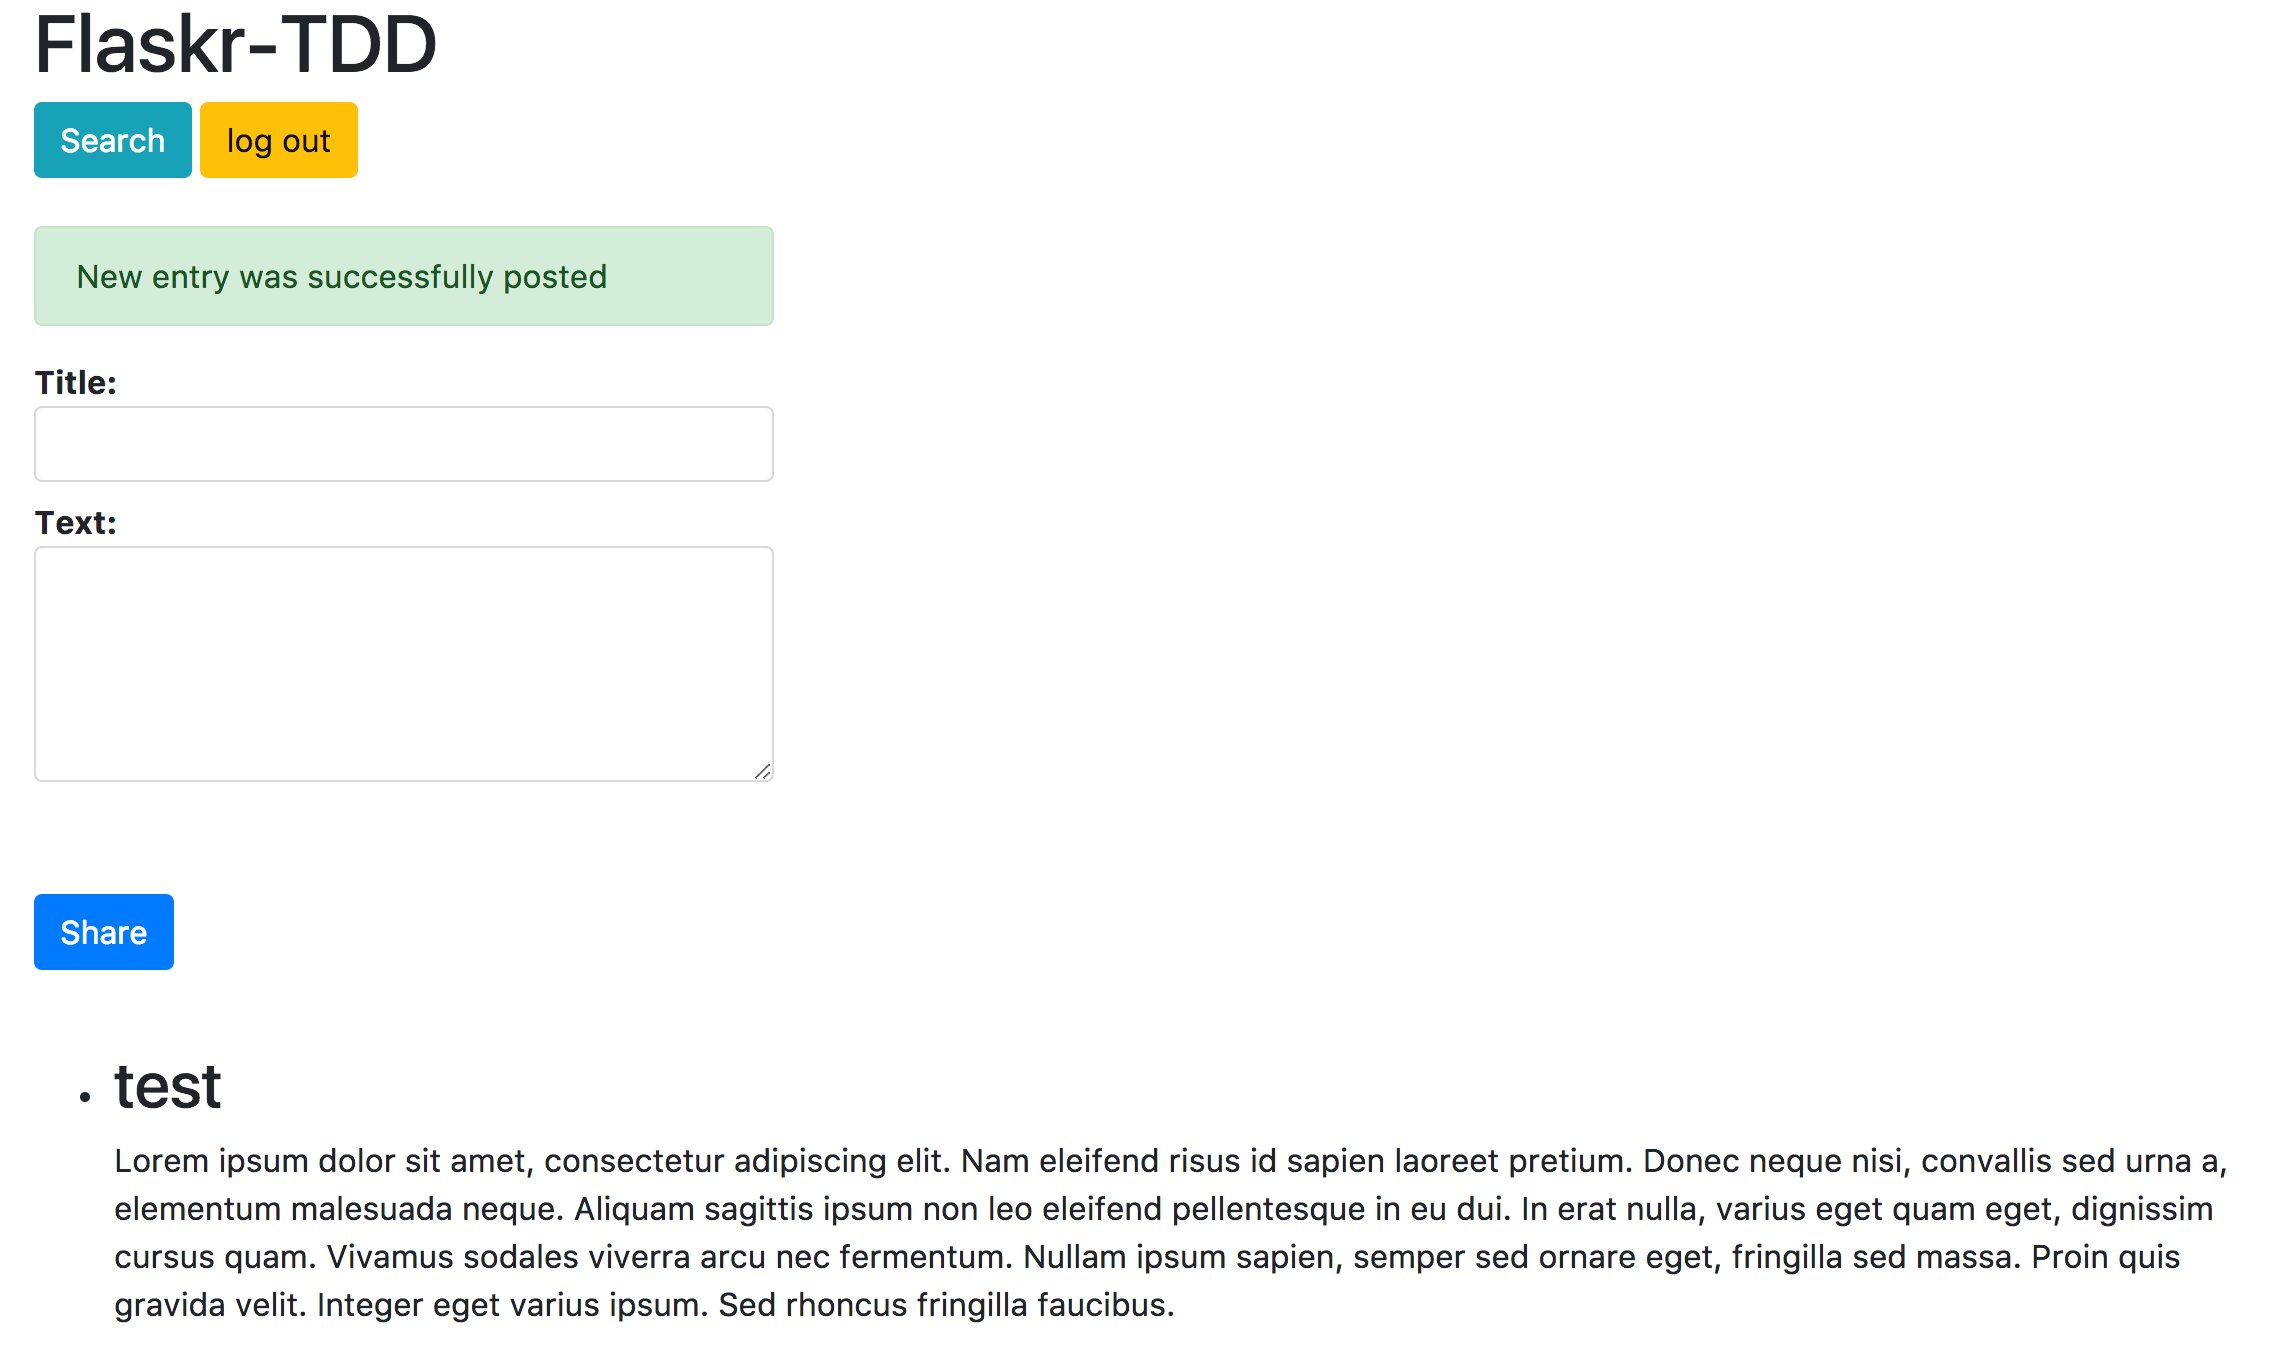 Flaskr-TDD
Search log out
New entry was successfully posted
Title:
Text:
Share
test
Lorem ipsum dolor sit amet, consectetur adipiscing elit. Nam eleifend risus id sapien laoreet pretium. Donec neque nisi, convallis sed urna a,
elementum malesuada neque. Aliquam sagittis ipsum non leo eleifend pellentesque in eu dui. In erat nulla, varius eget quam eget, dignissim
cursus quam. Vivamus sodales viverra arcu nec fermentum. Nullam ipsum sapien, semper sed ornare eget, fringilla sed massa. Proin quis
gravida velit. Integer eget varius ipsum. Sed rhoncus fringilla faucibus.